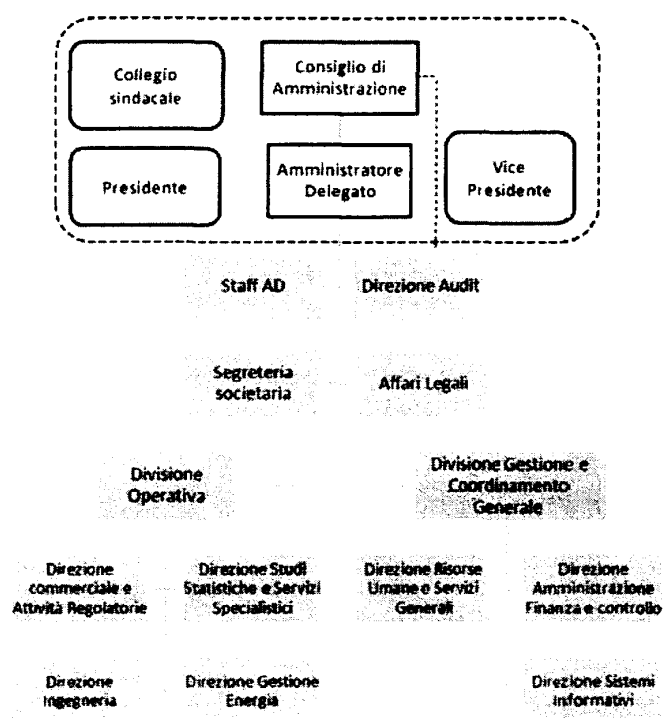 Collegio
sindacale
Consiglio di
Amministrazione
Presidente
Amministratore
Delegato
Vice
Presidente
Staff AD
Direzione Audit
Segreteria
societaria
Affari Legali
Divisione
Operativa
Divisione Gestione e
Coordinamento
Generale
Direzione
commerciale e
Attività Regolatorie
Direzione Studi
Statistiche e Servizi
Specialistici
Direzione Risorse
Umane e Servizi
Generali
Direzione
Amministrazione
Finanza e controllo
Direzione
Ingegneria
Direzione Gestione
Energia
Direzione Sistemi
Informativi